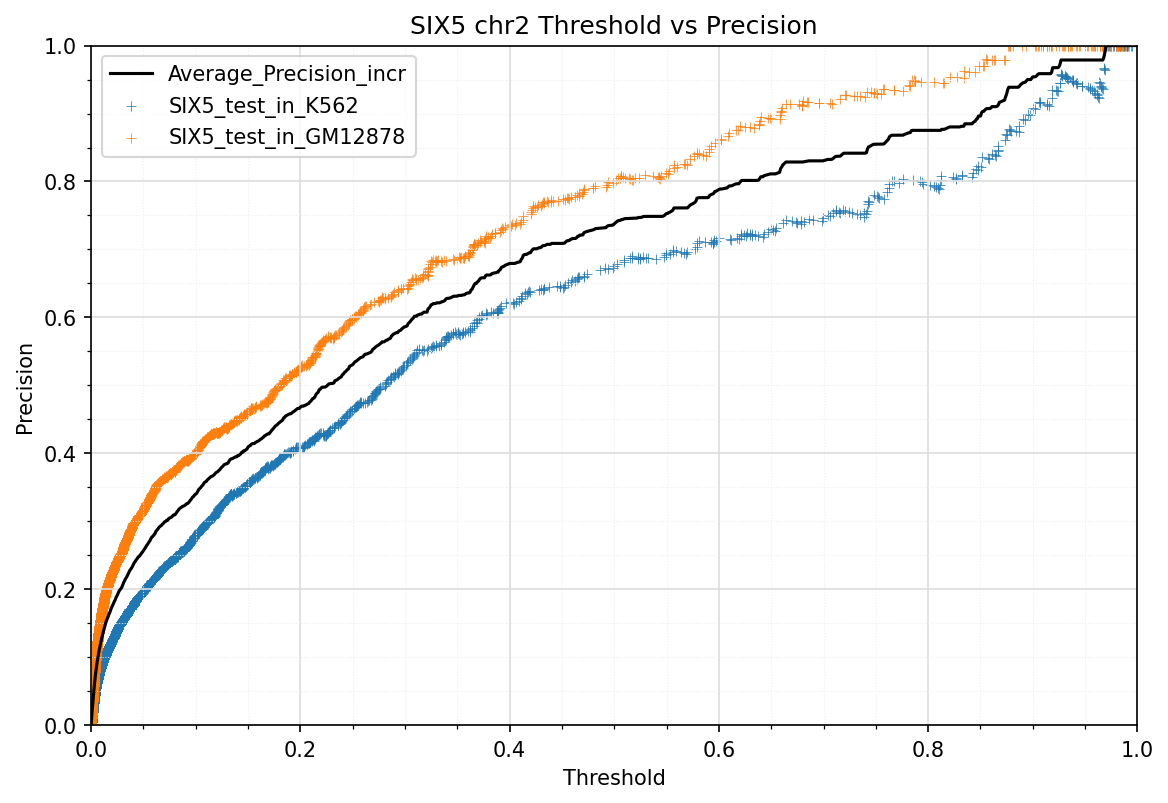 SIX5 chr2 Threshold vs Precision
Average_Precision_incr
SIX5_test_in_K562
SIX5_test_in_GM12878
Precision
1.0
0.8
0.6
0.4
0.2
0.0
0.0 0.2 0.4 0.6 0.8 1.0
Threshold